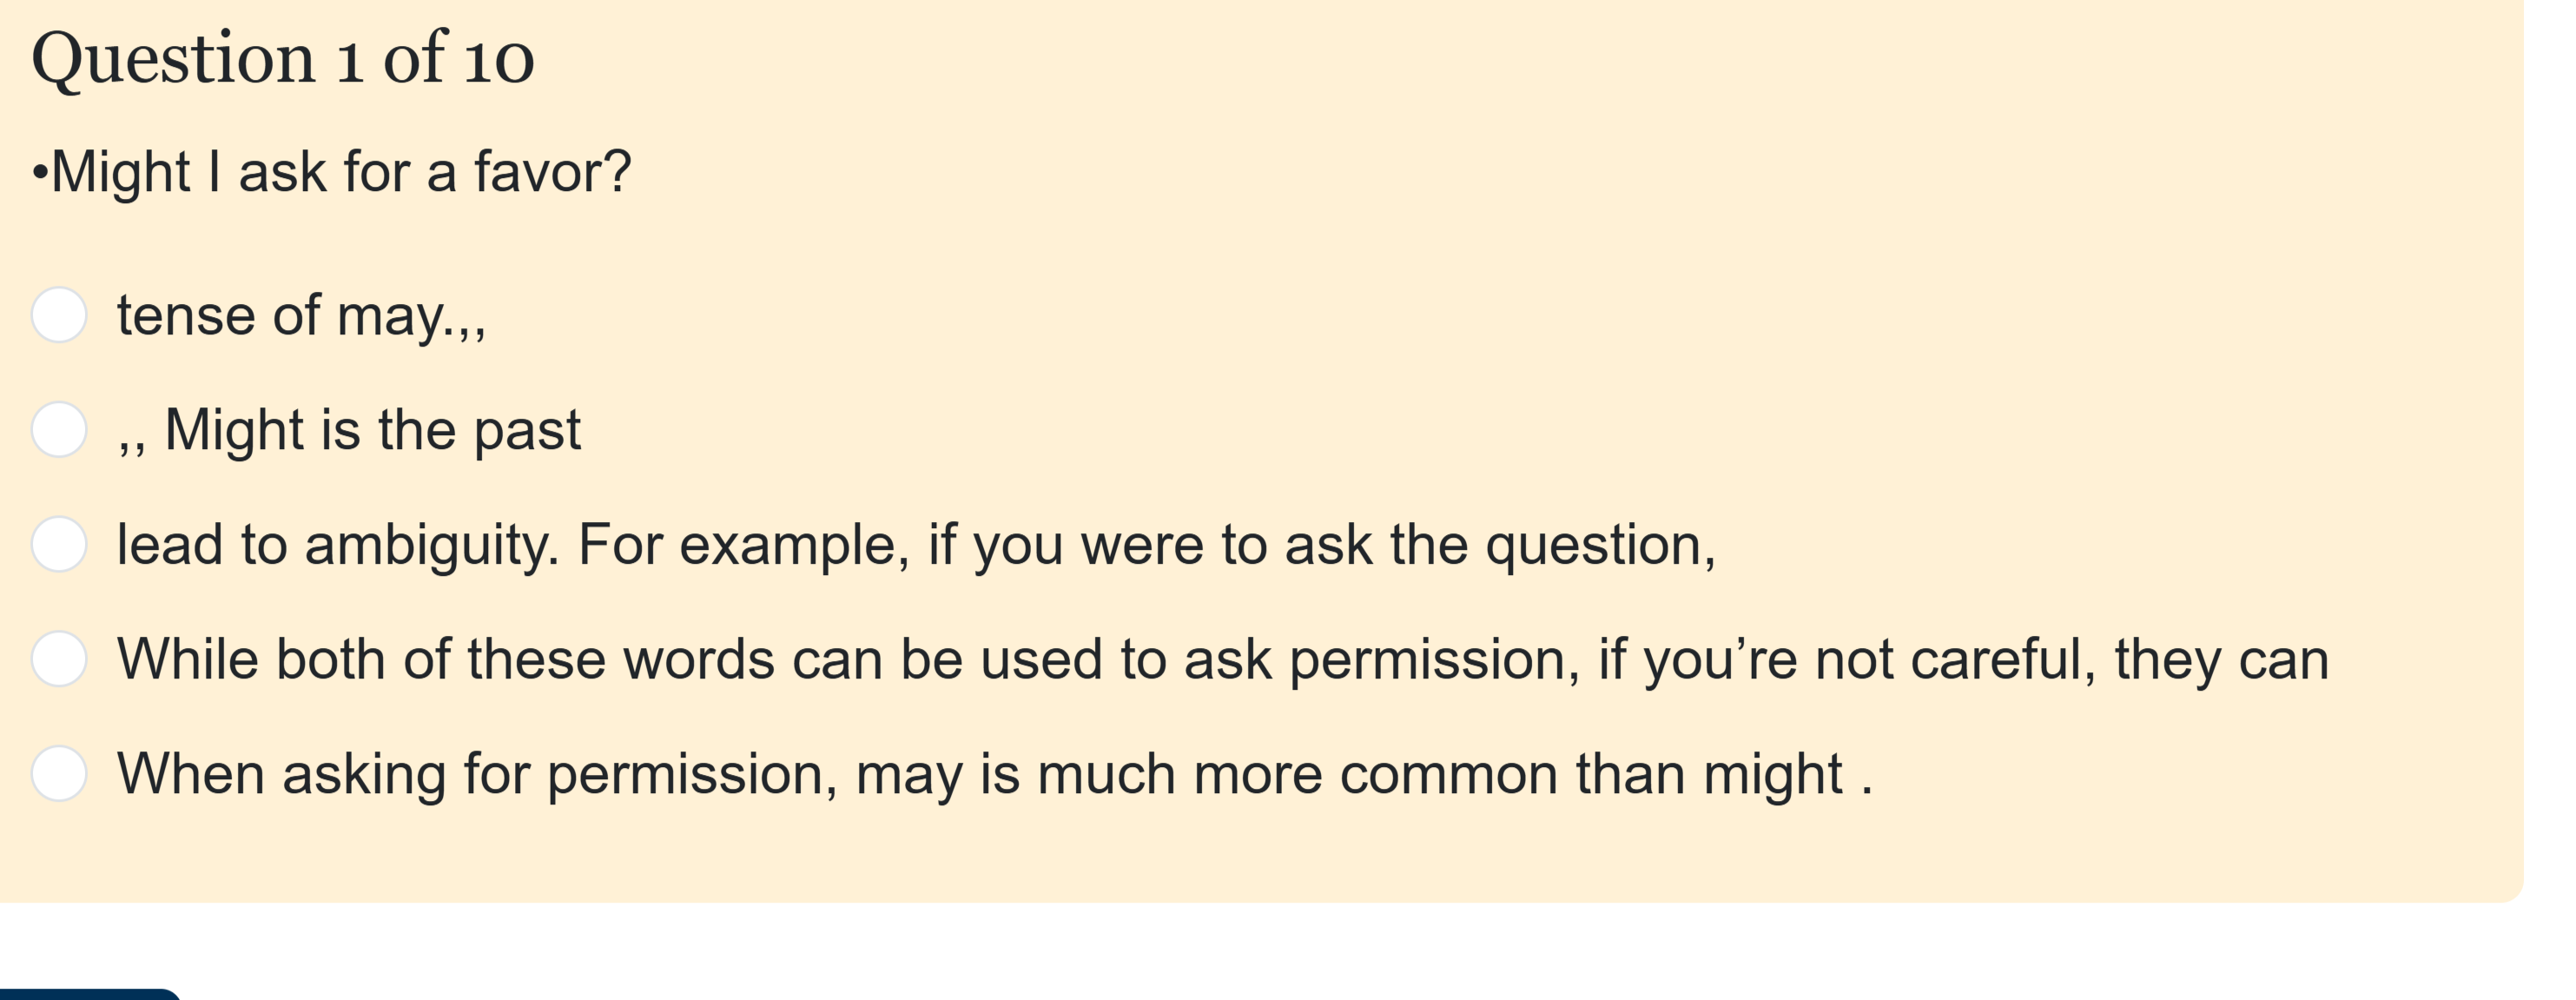 Question 1 of 10
•Might I ask for a favor?
tense of may.,,
,, Might is the past
lead to ambiguity. For example, if you were to ask the question,
While both of these words can be used to ask permission, if you’re not careful, they can
When asking for permission, may is much more common than might .